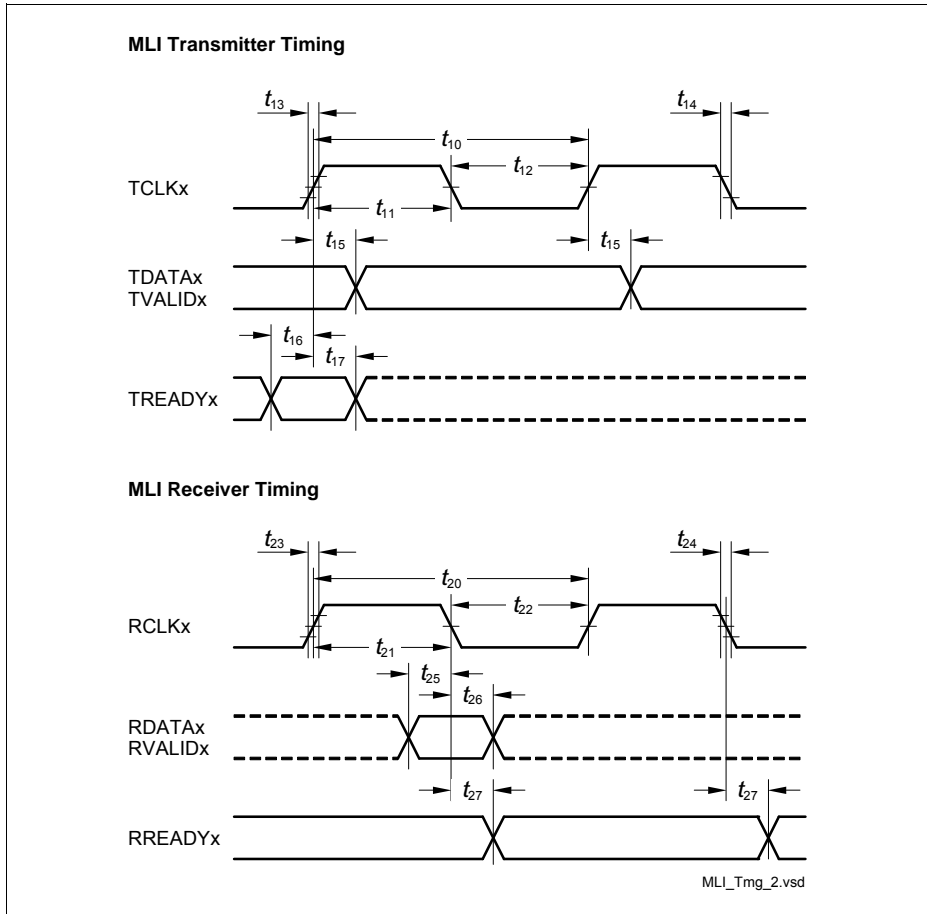 MLI Transmitter Timing
t13
t14
t10
t12
TCLKx
t11
t15
t15
TDATAx
TVALIDx
t16
t17
TREADYx
MLI Receiver Timing
t23
t24
t20
t22
RCLKx
t21
t25
t26
RDATAx
RVALIDx
t27
t27
RREADYx
MLI_Tmg_2.vsd